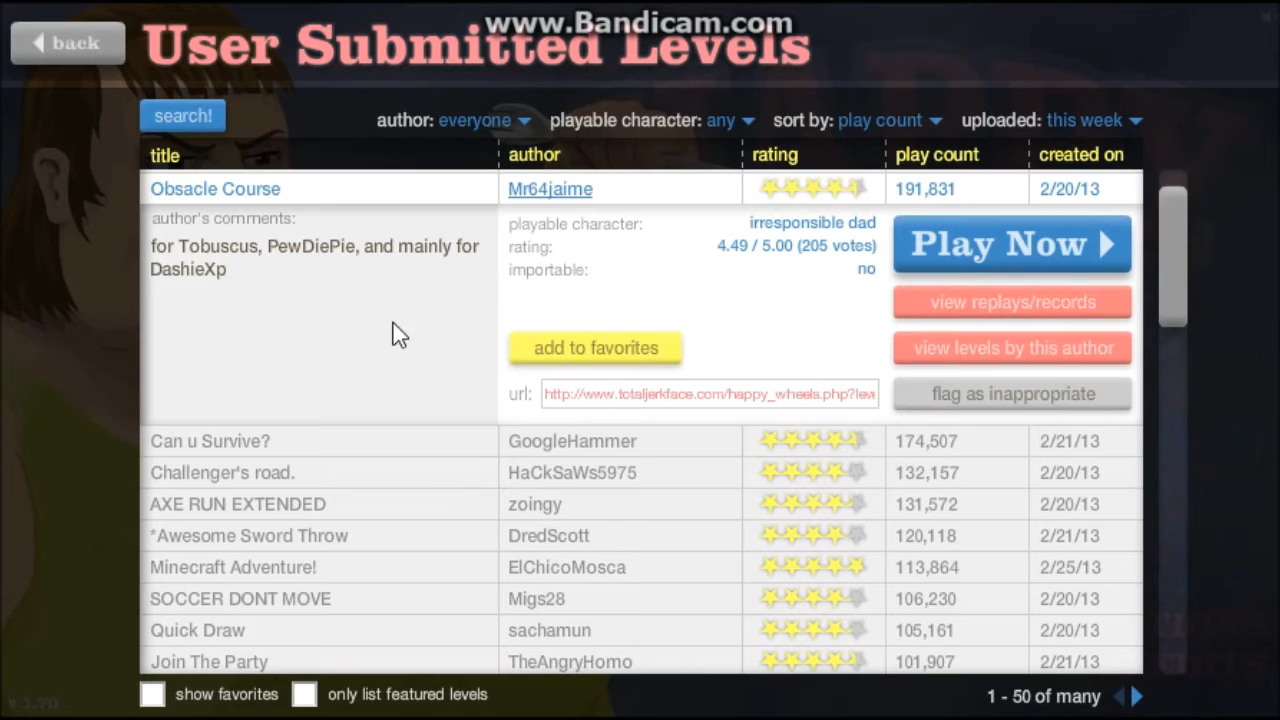 www.Bandicam.com
back
User Submitted Levels
search!
author: everyone playable character: any sort by: play count uploaded: this week
title author rating play count created on
Obsacle Course Mr64jaime 191,831 2/20/13
author's comments:
for Tobuscus, PewDiePie, and mainly for
DashieXp
playable character: irresponsible dad
rating: 4.49 / 5.00 (205 votes)
importable: no
Play Now
view replays/records
add to favorites
view levels by this author
url: http://www.totaljerkface.com/happy_wheels.php?leve
flag as inappropriate
Can u Survive? GoogleHammer 174,507 2/21/13
Challenger's road. HaCkSaWs5975 132,157 2/20/13
AXE RUN EXTENDED zoingy 131,572 2/20/13
*Awesome Sword Throw DredScott 120,118 2/21/13
Minecraft Adventure! ElChicoMosca 113,864 2/25/13
SOCCER DONT MOVE Migs28 106,230 2/20/13
Quick Draw sachamun 105,161 2/20/13
Join The Party TheAngryHomo 101,907 2/21/13
show favorites only list featured levels 1 - 50 of many
v 1.70